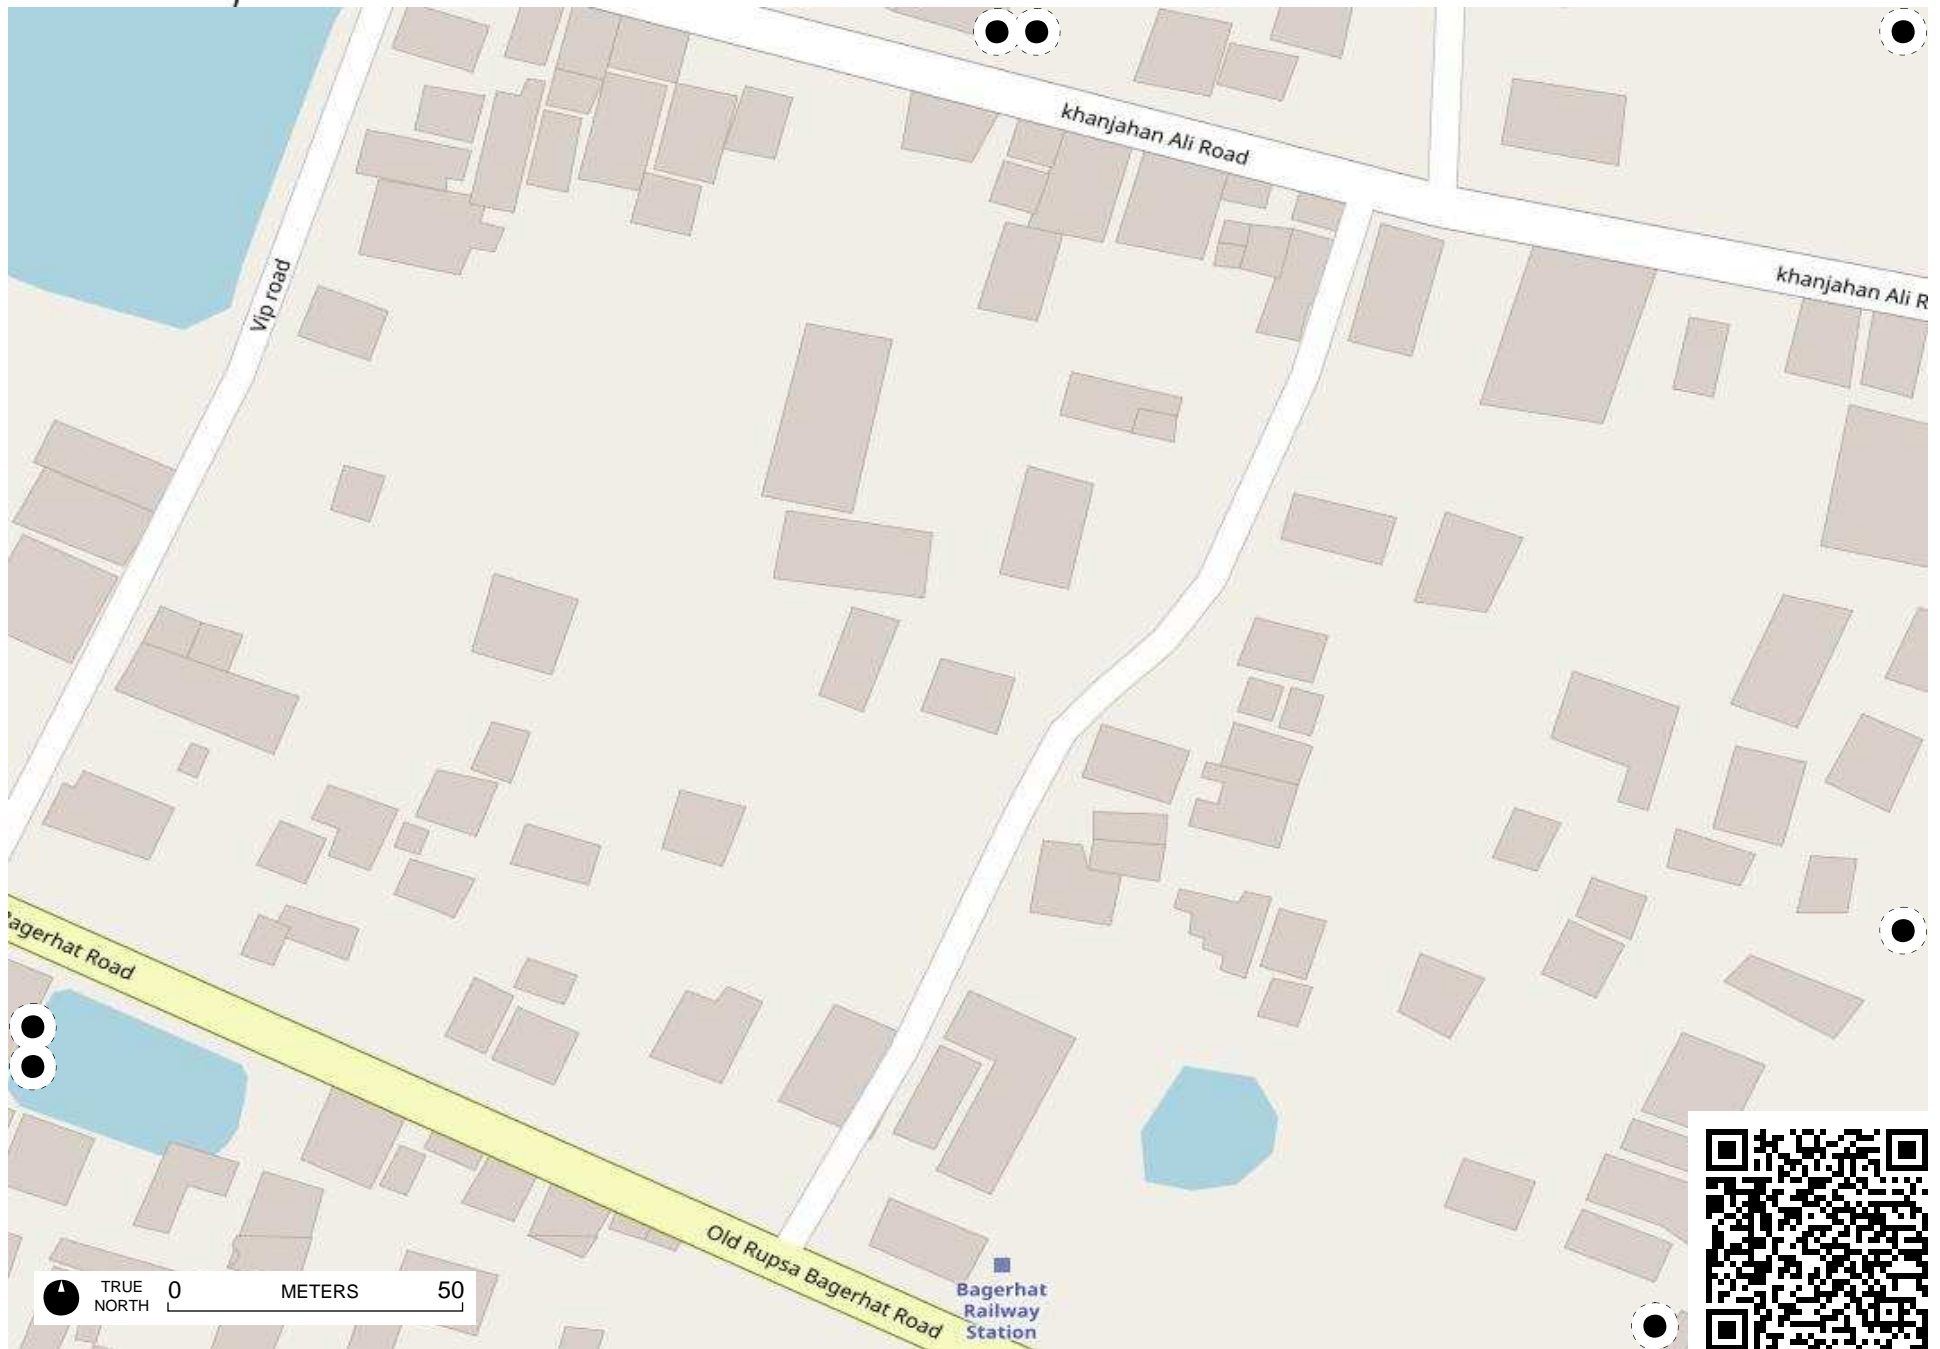 khanjahan Ali Road
khanjahan Ali R
Vip road
Bagerhat Road
Old Rupsa Bagerhat Road
Bagerhat
Railway
Station
TRUE
NORTH
0 METERS 50